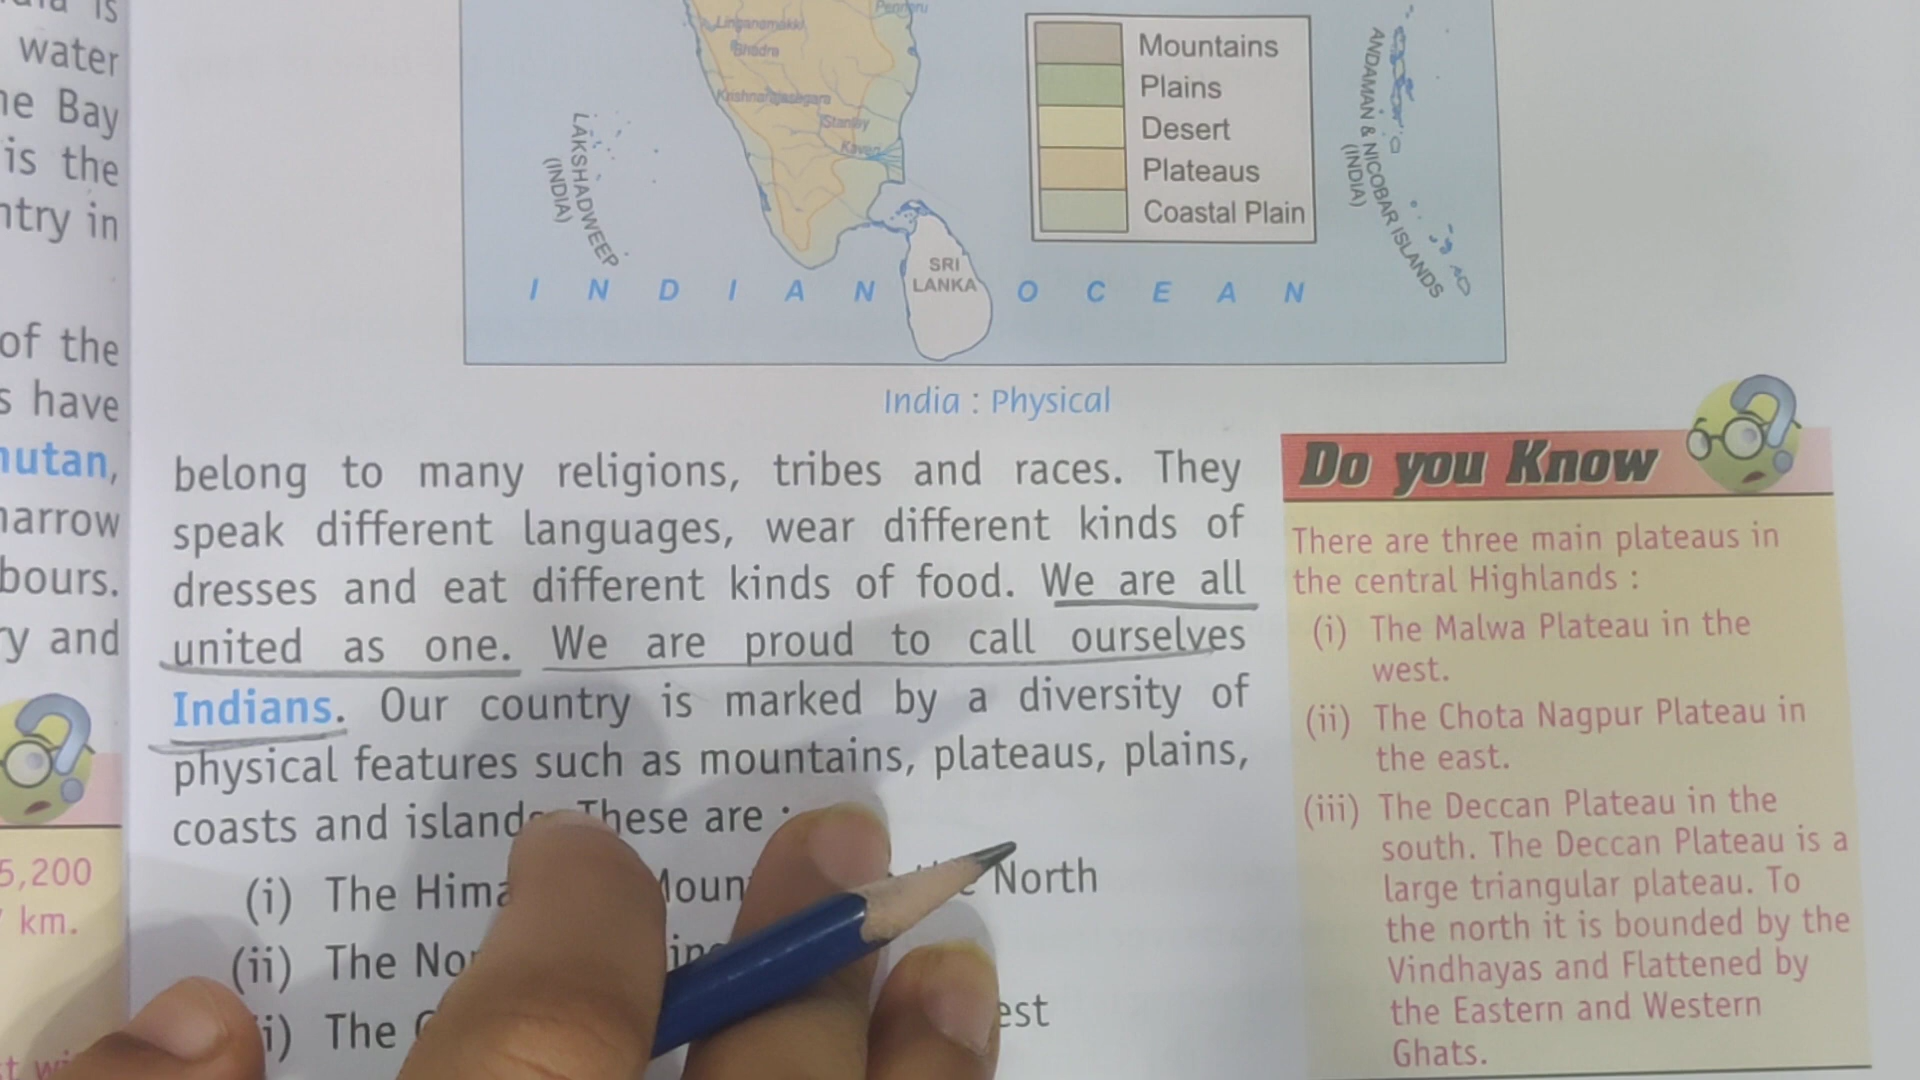 is
water
Bay
is the
in
of the
have
arrow
bours.
and
5,200
km.
Linganamakki
Bhadra
Krishnarajasagara
Stanley
Kaveri
Penneru
LAKSHADWEEP
(INDIA)
Mountains
Plains
Desert
Plateaus
Coastal Plain
ANDAMAN & NICOBAR ISLANDS
(INDIA)
SRI
LANKA
INDIAN OCEAN
India : Physical
belong to many religions, tribes and races. They
speak different languages, wear different kinds of
dresses and eat different kinds of food. We are all
united as one. We are proud to call ourselves
Indians. Our country is marked by a diversity of
physical features such as mountains, plateaus, plains,
coasts and islands These are :
(i) The North
(ii) The
The
Do you Know
There are three main plateaus in
the central Highlands :
(i) The Malwa Plateau in the
west.
(ii) The Chota Nagpur Plateau in
the east.
(iii) The Deccan Plateau in the
south. The Deccan Plateau is a
large triangular plateau. To
the north it is bounded by the
Vindhayas and Flattened by
the Eastern and Western
Ghats.